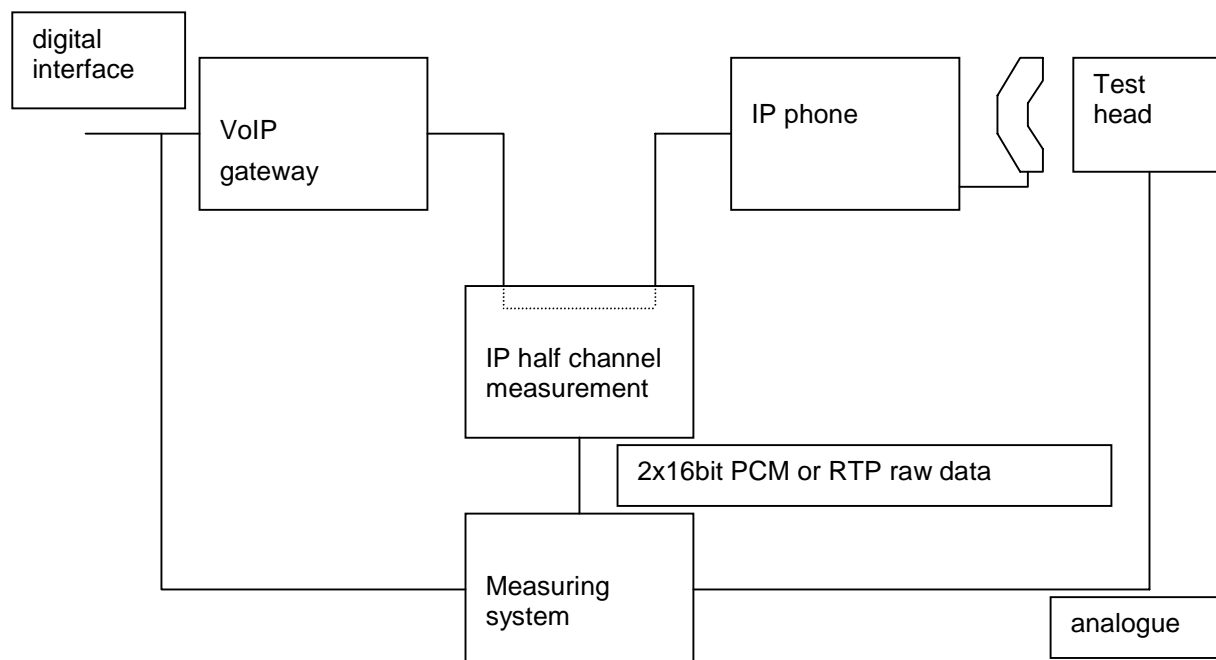 digital
interface
VoIP
gateway
IP phone
Test
head
IP half channel
measurement
2x16bit PCM or RTP raw data
Measuring
system
analogue